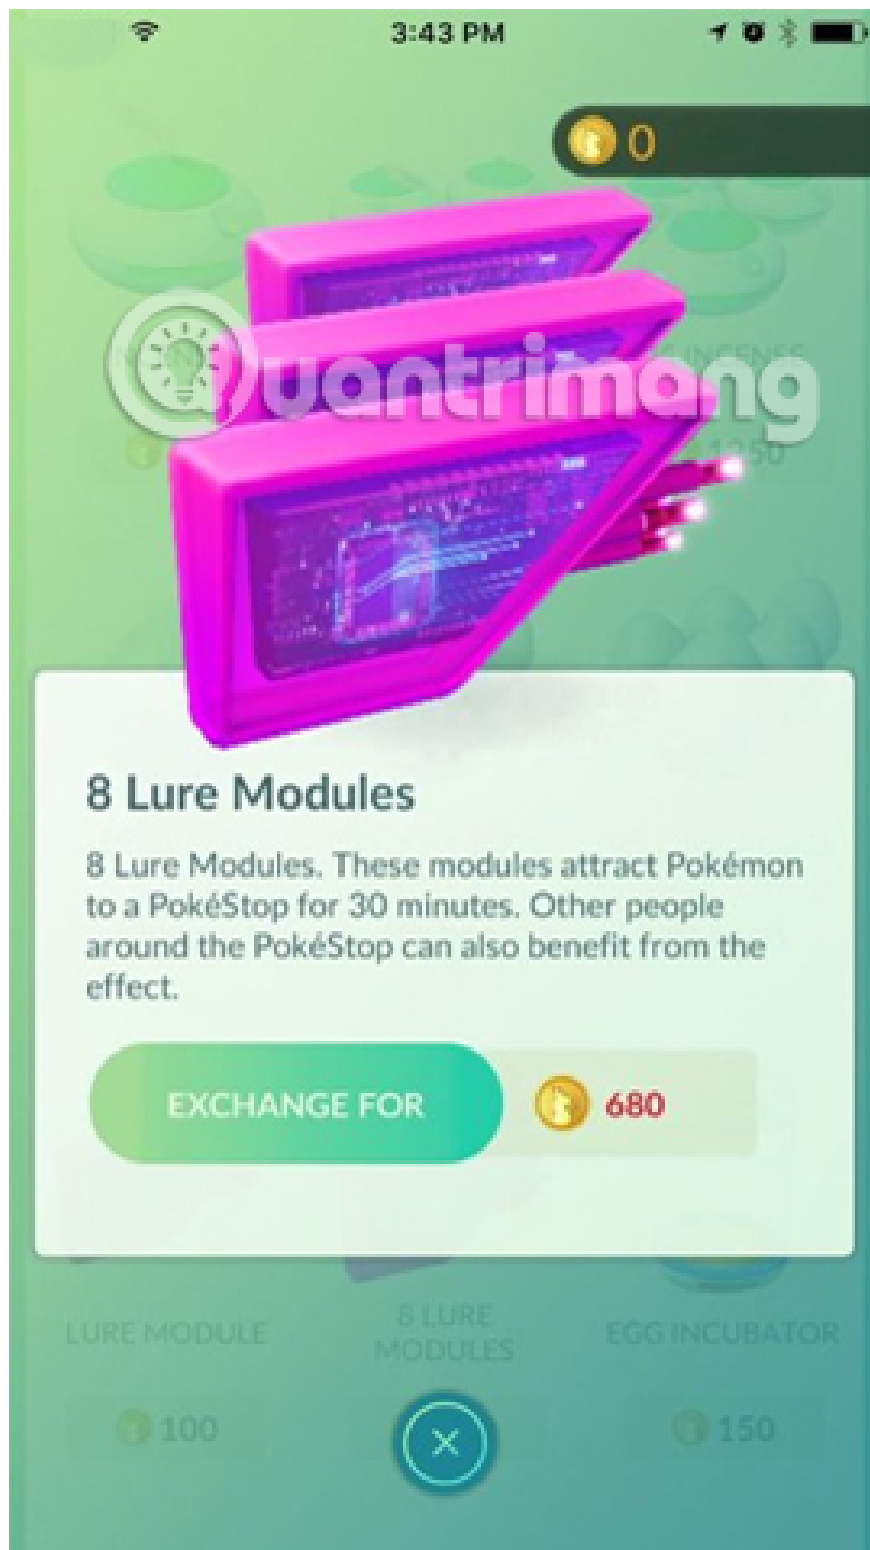 3:43 PM
0
INCENSE
Quantrimang
1250
8 Lure Modules
8 Lure Modules. These modules attract Pokémon
to a PokéStop for 30 minutes. Other people
around the PokéStop can also benefit from the
effect.
EXCHANGE FOR 680
LURE MODULE
8 LURE
MODULES
EGG INCUBATOR
100
150